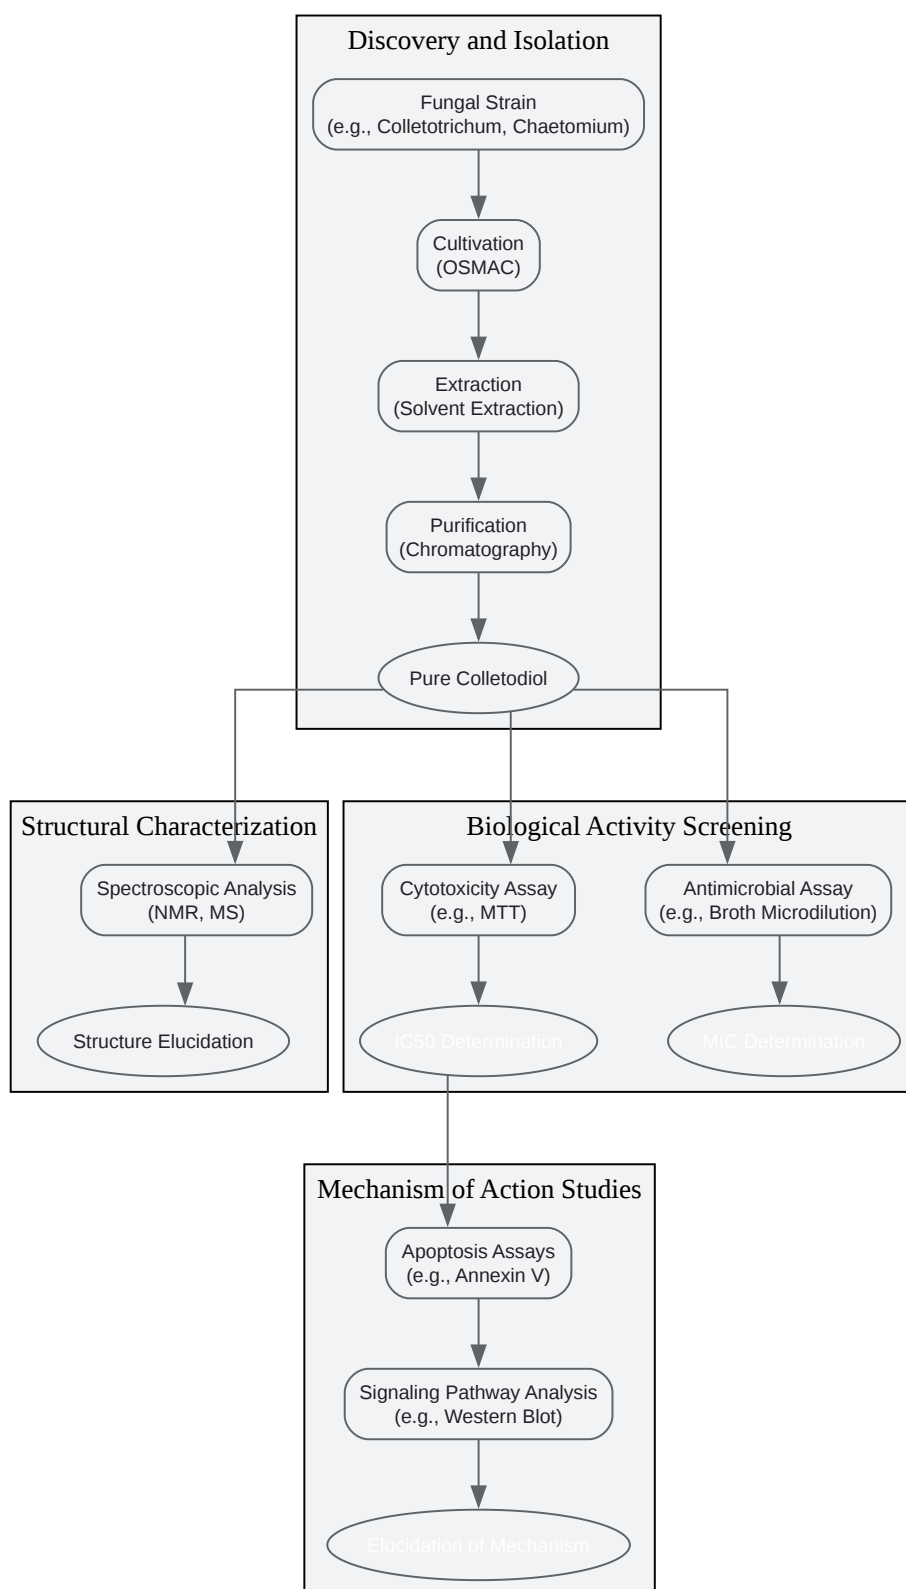 Discovery and Isolation
Fungal Strain
(e.g., Colletotrichum, Chaetomium)
Cultivation
(OSMAC)
Extraction
(Solvent Extraction)
Purification
(Chromatography)
Pure Colletodiol
Structural Characterization
Spectroscopic Analysis
(NMR, MS)
Structure Elucidation
Biological Activity Screening
Cytotoxicity Assay
(e.g., MTT)
Antimicrobial Assay
(e.g., Broth Microdilution)
IC50 Determination
MIC Determination
Mechanism of Action Studies
Apoptosis Assays
(e.g., Annexin V)
Signaling Pathway Analysis
(e.g., Western Blot)
Elucidation of Mechanism